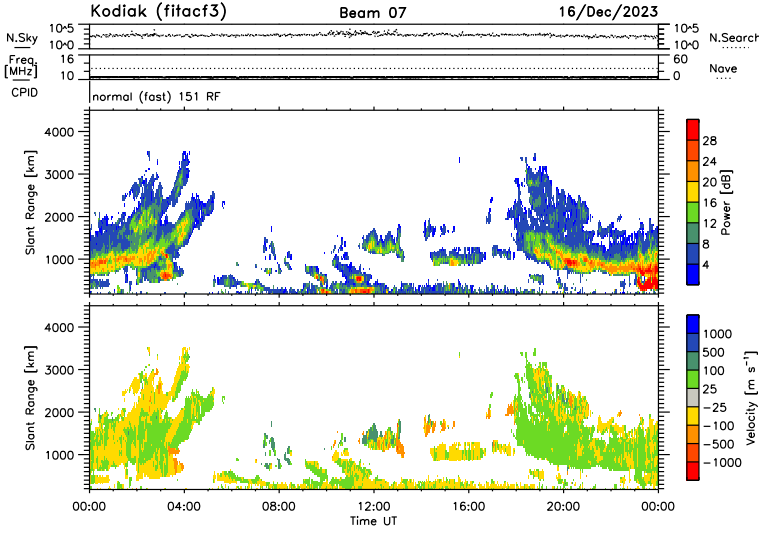 Kodiak (fitacf3) Beam 07 16/Dec/2023
N.Sky 10^5 10^0 10^5 10^0 N.Search
Freq. [MHz] 16 10 60 0 Nave
CPID normal (fast) 151 RF
Slant Range [km] 4000 3000 2000 1000
Power [dB] 28 24 20 16 12 8 4
Slant Range [km] 4000 3000 2000 1000
Velocity [m s⁻¹] 1000 500 100 25 −25 −100 −500 −1000
00:00 04:00 08:00 12:00 16:00 20:00 00:00
Time UT